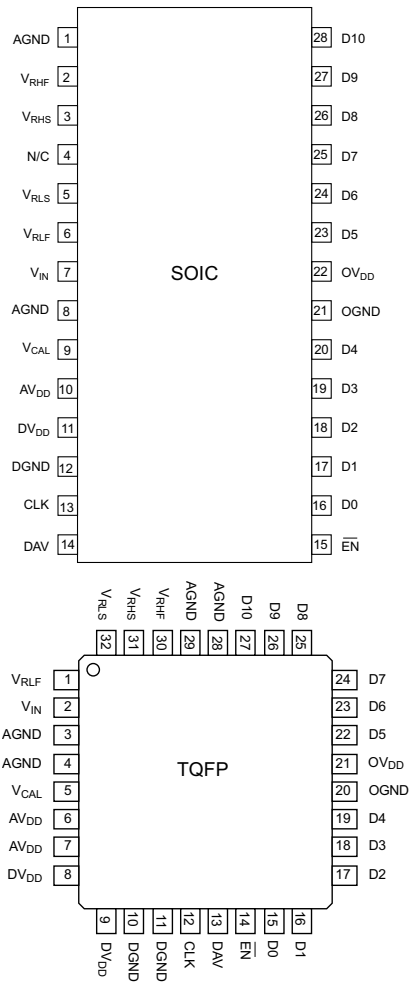 AGND 1 28 D10
VRHF 2 27 D9
VRHS 3 26 D8
N/C 4 25 D7
VRLS 5 24 D6
VRLF 6 23 D5
VIN 7 SOIC 22 OVDD
AGND 8 21 OGND
VCAL 9 20 D4
AVDD 10 19 D3
DVDD 11 18 D2
DGND 12 17 D1
CLK 13 16 D0
DAV 14 15 E̅N̅
VRLS VRHS VRHF AGND AGND D10 D9 D8
32 31 30 29 28 27 26 25
VRLF 1 24 D7
VIN 2 23 D6
AGND 3 22 D5
AGND 4 TQFP 21 OVDD
VCAL 5 20 OGND
AVDD 6 19 D4
AVDD 7 18 D3
DVDD 8 17 D2
9 10 11 12 13 14 15 16
DVDD DGND DGND CLK DAV E̅N̅ D0 D1